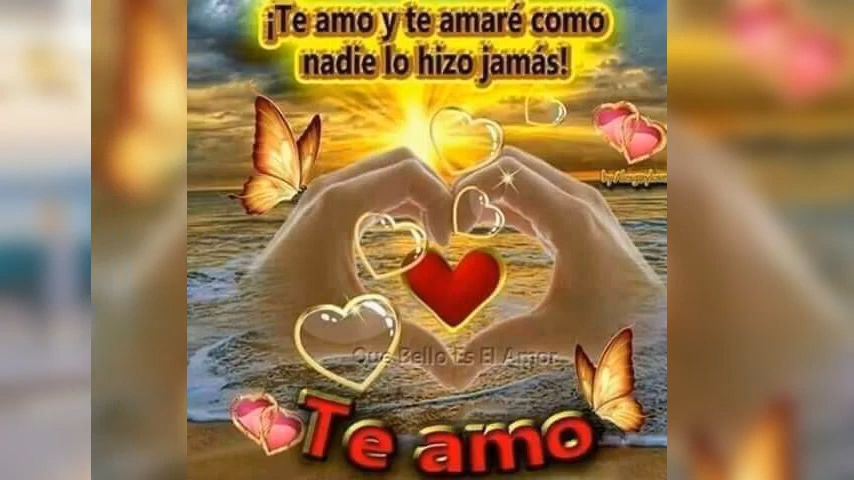 ¡Te amo y te amaré como
nadie lo hizo jamás!
Que Bello Es El Amor
Te amo